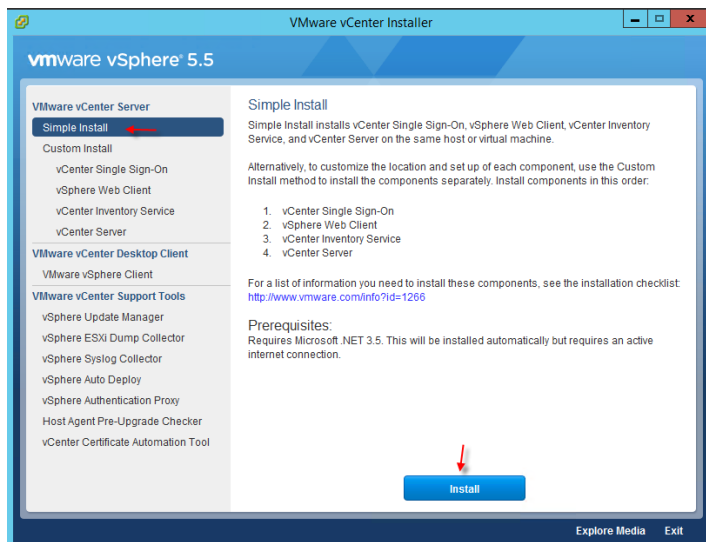 VMware vCenter Installer
vmware vSphere® 5.5
VMware vCenter Server
Simple Install
Custom Install
vCenter Single Sign-On
vSphere Web Client
vCenter Inventory Service
vCenter Server
VMware vCenter Desktop Client
VMware vSphere Client
VMware vCenter Support Tools
vSphere Update Manager
vSphere ESXi Dump Collector
vSphere Syslog Collector
vSphere Auto Deploy
vSphere Authentication Proxy
Host Agent Pre-Upgrade Checker
vCenter Certificate Automation Tool
Simple Install
Simple Install installs vCenter Single Sign-On, vSphere Web Client, vCenter Inventory
Service, and vCenter Server on the same host or virtual machine.
Alternatively, to customize the location and set up of each component, use the Custom
Install method to install the components separately. Install components in this order:
1. vCenter Single Sign-On
2. vSphere Web Client
3. vCenter Inventory Service
4. vCenter Server
For a list of information you need to install these components, see the installation checklist:
http://www.vmware.com/info?id=1266
Prerequisites:
Requires Microsoft .NET 3.5. This will be installed automatically but requires an active
internet connection.
Install
Explore Media Exit